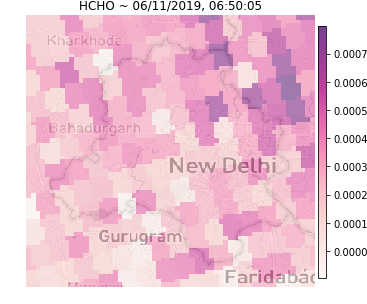 HCHO ~ 06/11/2019, 06:50:05
Kharkhoda
0.0007
0.0006
Bahadurgarh
0.0005
0.0004
New Delhi
0.0003
0.0002
Gurugram
0.0001
0.0000
Faridabad